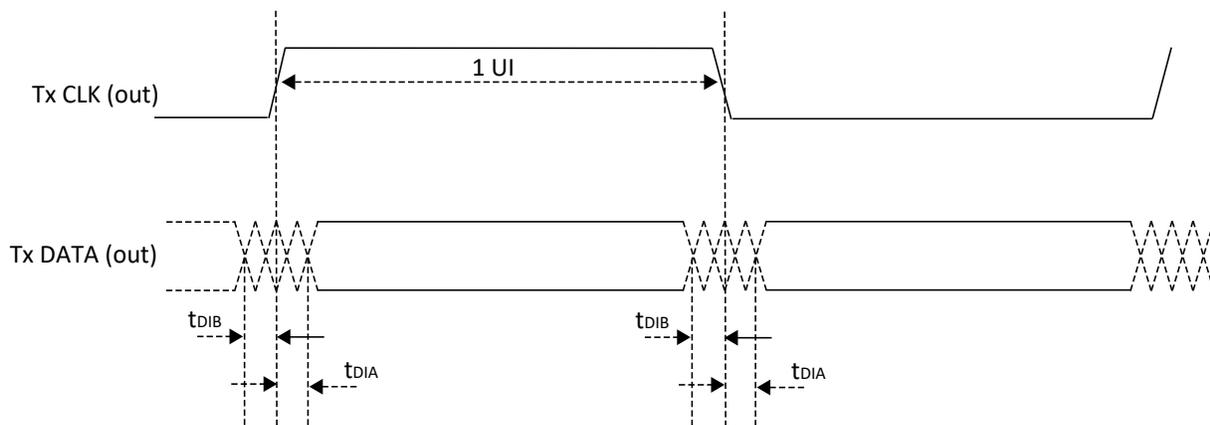 1 UI
Tx CLK (out)
Tx DATA (out)
tDIB
tDIB
tDIA
tDIA